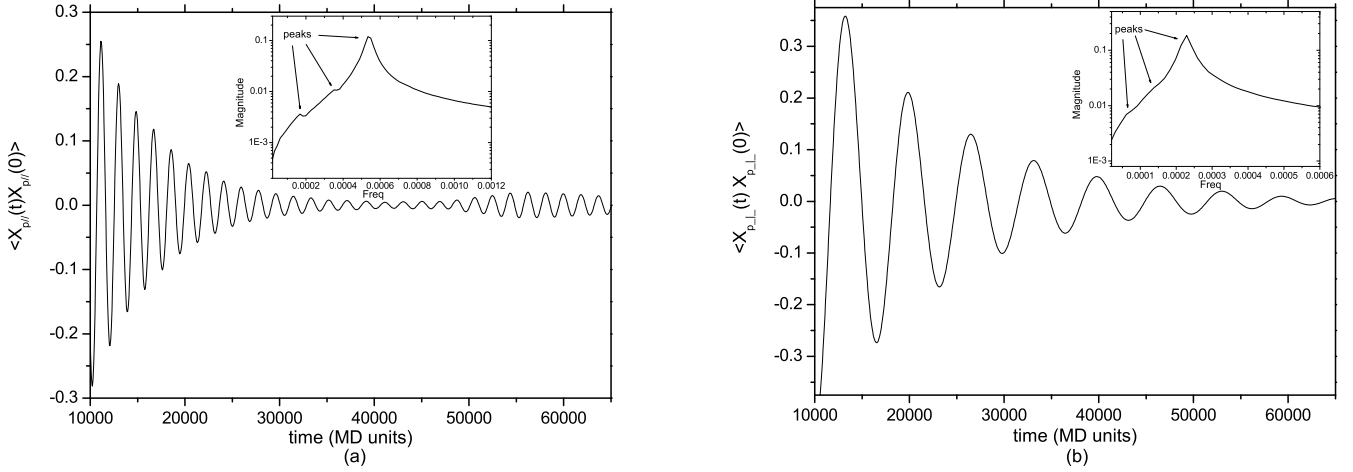 0.3
0.2
0.1
0.0
-0.1
-0.2
-0.3
<X_p//(t)X_p//(0)>
10000 20000 30000 40000 50000 60000
time (MD units)
(a)
peaks
0.1
0.01
1E-3
Magnitude
0.0002 0.0004 0.0006 0.0008 0.0010 0.0012
Freq
0.3
0.2
0.1
0.0
-0.1
-0.2
-0.3
<X_p_|_(t) X_p_|_(0)>
10000 20000 30000 40000 50000 60000
time (MD units)
(b)
peaks
0.1
0.01
1E-3
Magnitude
0.0001 0.0002 0.0003 0.0004 0.0005 0.0006
Freq